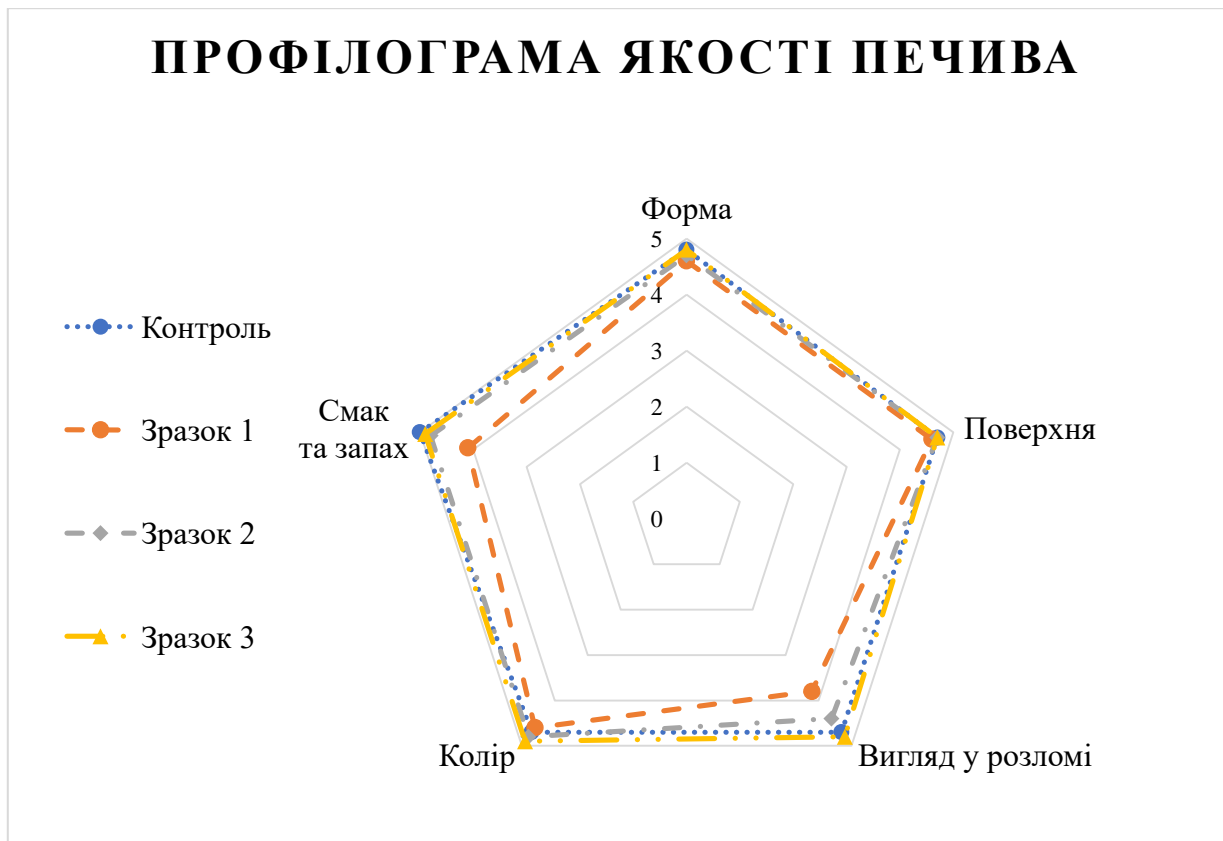 ПРОФІЛОГРАМА ЯКОСТІ ПЕЧИВА
Форма
5
4
3
2
1
0
Поверхня
Вигляд у розломі
Колір
Смак
та запах
Контроль
Зразок 1
Зразок 2
Зразок 3